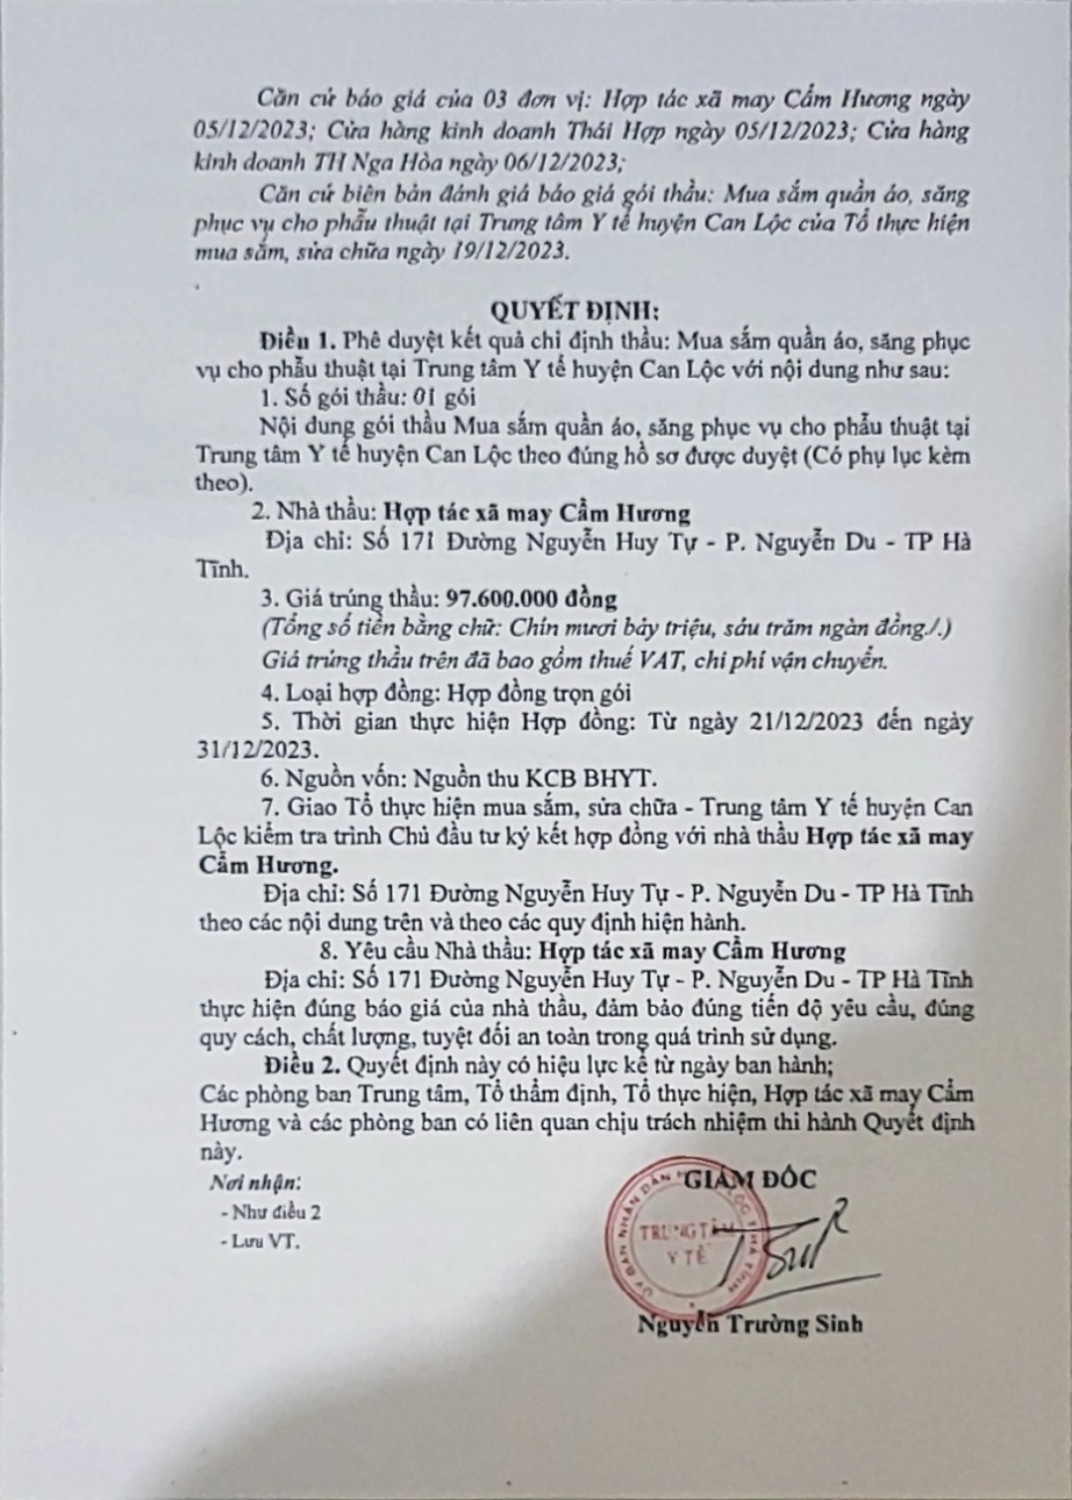 Căn cứ báo giá của 03 đơn vị: Hợp tác xã may Cẩm Hương ngày
05/12/2023; Cửa hàng kinh doanh Thái Hợp ngày 05/12/2023; Cửa hàng
kinh doanh TH Nga Hòa ngày 06/12/2023;
Căn cứ biên bản đánh giá báo giá gói thầu: Mua sắm quần áo, săng
phục vụ cho phẫu thuật tại Trung tâm Y tế huyện Can Lộc của Tổ thực hiện
mua sắm, sửa chữa ngày 19/12/2023.
QUYẾT ĐỊNH:
Điều 1. Phê duyệt kết quả chỉ định thầu: Mua sắm quần áo, săng phục
vụ cho phẫu thuật tại Trung tâm Y tế huyện Can Lộc với nội dung như sau:
1. Số gói thầu: 01 gói
Nội dung gói thầu Mua sắm quần áo, săng phục vụ cho phẫu thuật tại
Trung tâm Y tế huyện Can Lộc theo đúng hồ sơ được duyệt (Có phụ lục kèm
theo).
2. Nhà thầu: Hợp tác xã may Cẩm Hương
Địa chỉ: Số 171 Đường Nguyễn Huy Tự - P. Nguyễn Du - TP Hà
Tĩnh.
3. Giá trúng thầu: 97.600.000 đồng
(Tổng số tiền bằng chữ: Chín mươi bảy triệu, sáu trăm ngàn đồng./.)
Giá trúng thầu trên đã bao gồm thuế VAT, chi phí vận chuyển.
4. Loại hợp đồng: Hợp đồng trọn gói
5. Thời gian thực hiện Hợp đồng: Từ ngày 21/12/2023 đến ngày
31/12/2023.
6. Nguồn vốn: Nguồn thu KCB BHYT.
7. Giao Tổ thực hiện mua sắm, sửa chữa - Trung tâm Y tế huyện Can
Lộc kiểm tra trình Chủ đầu tư ký kết hợp đồng với nhà thầu Hợp tác xã may
Cẩm Hương.
Địa chỉ: Số 171 Đường Nguyễn Huy Tự - P. Nguyễn Du - TP Hà Tĩnh
theo các nội dung trên và theo các quy định hiện hành.
8. Yêu cầu Nhà thầu: Hợp tác xã may Cẩm Hương
Địa chỉ: Số 171 Đường Nguyễn Huy Tự - P. Nguyễn Du - TP Hà Tĩnh
thực hiện đúng báo giá của nhà thầu, đảm bảo đúng tiến độ yêu cầu, đúng
quy cách, chất lượng, tuyệt đối an toàn trong quá trình sử dụng.
Điều 2. Quyết định này có hiệu lực kể từ ngày ban hành;
Các phòng ban Trung tâm, Tổ thẩm định, Tổ thực hiện, Hợp tác xã may Cẩm
Hương và các phòng ban có liên quan chịu trách nhiệm thi hành Quyết định
này.
Nơi nhận:
- Như điều 2
- Lưu VT.
GIÁM ĐỐC
ỦY BAN NHÂN DÂN LỘC T HÀ TĨNH
TRUNG TÂM
Y TẾ
Nguyễn Trường Sinh